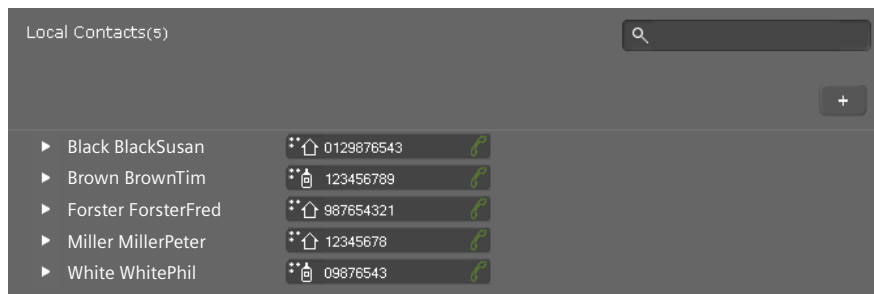 Local Contacts(5)
+
Black BlackSusan 0129876543
Brown BrownTim 123456789
Forster ForsterFred 987654321
Miller MillerPeter 12345678
White WhitePhil 09876543